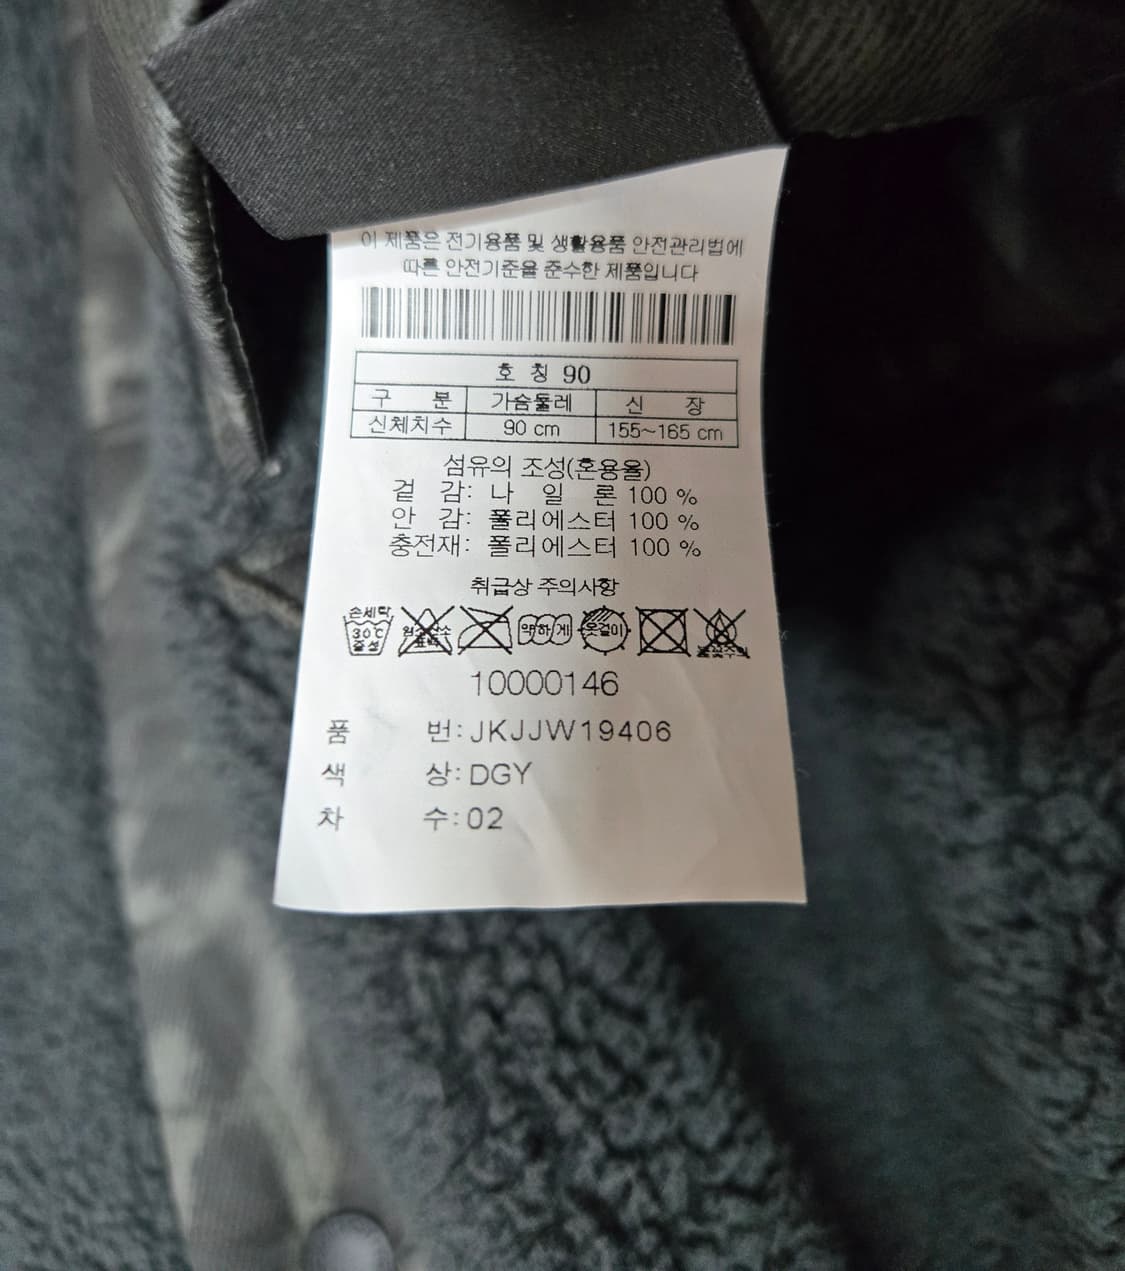 이 제품은 전기용품 및 생활용품 안전관리법에
따른 안전기준을 준수한 제품입니다
호 칭 90
구 분 가슴둘레 신 장
신체치수 90 cm 155~165 cm
섬유의 조성(혼용율)
겉 감: 나 일 론 100 %
안 감: 폴리에스터 100 %
충전재: 폴리에스터 100 %
취급상 주의사항
손세탁 30℃ 중성 약하게 옷걸이
10000146
품 번: JKJJW19406
색 상: DGY
차 수: 02